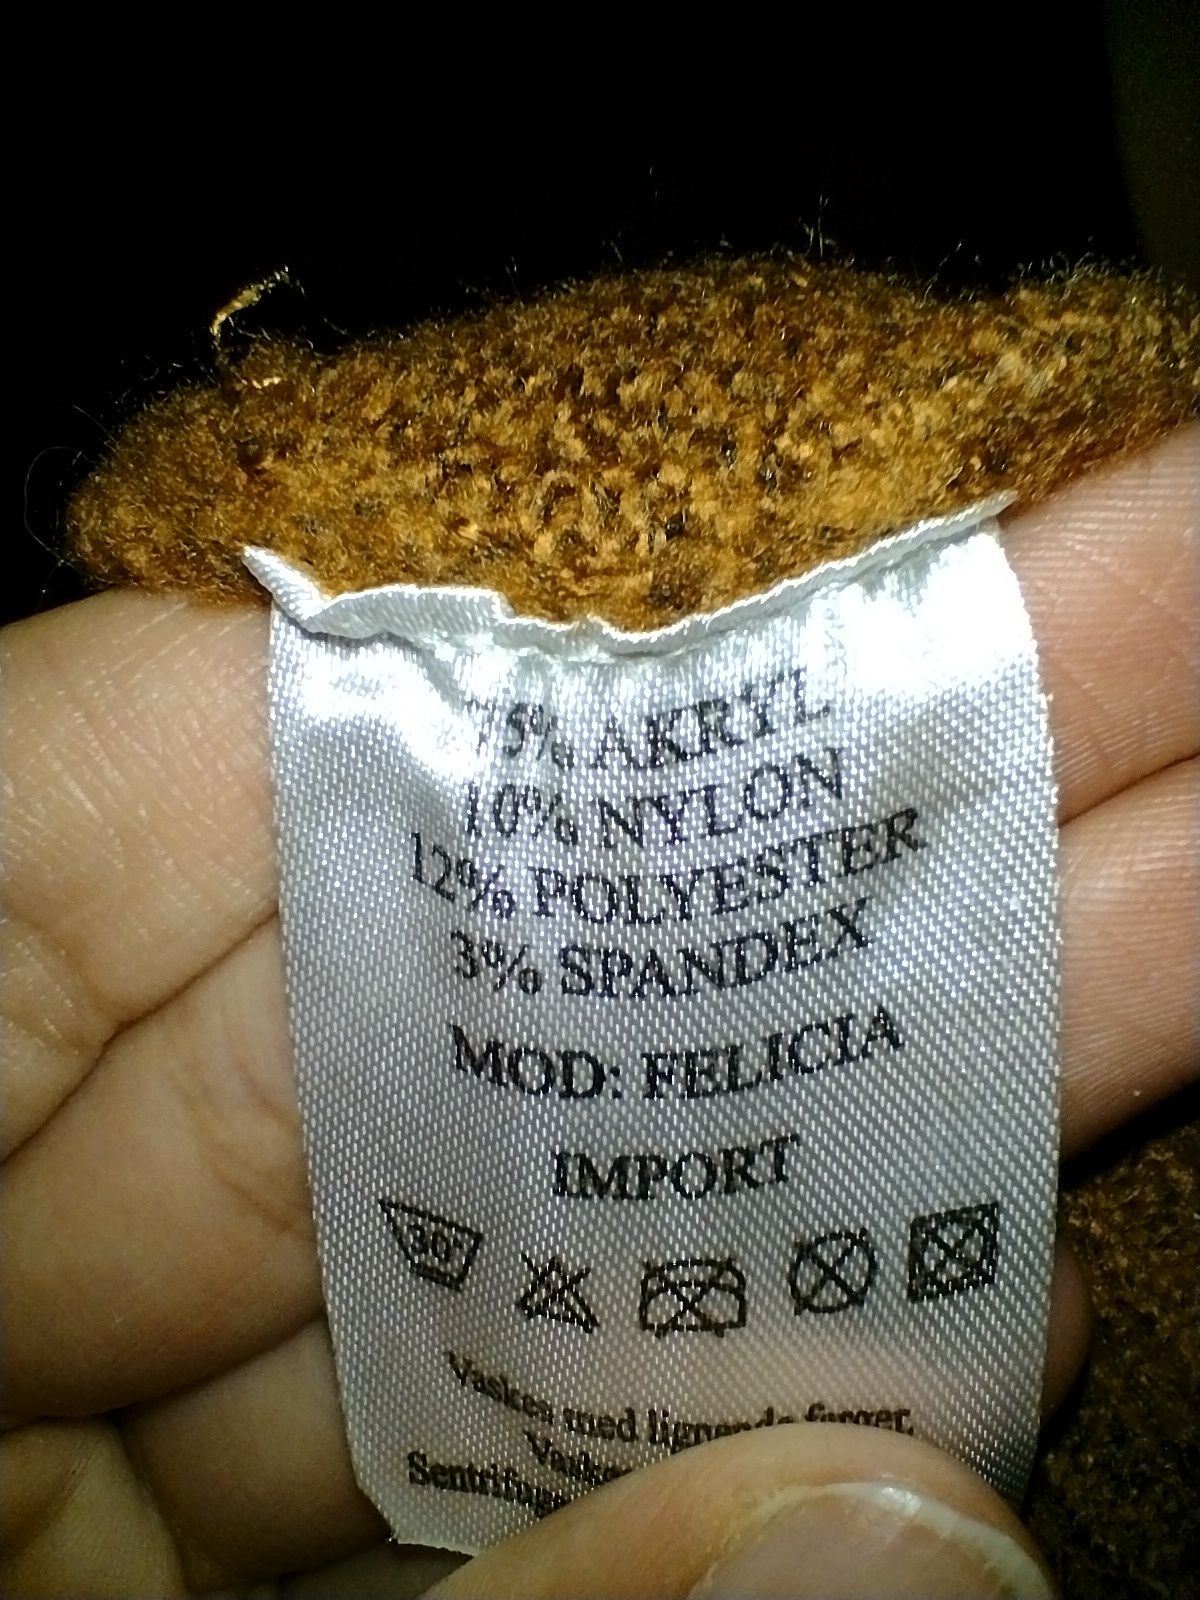 75% AKRYL
10% NYLON
12% POLYESTER
3% SPANDEX
MOD: FELICIA
IMPORT
30°
Vaskes med lignende farger.